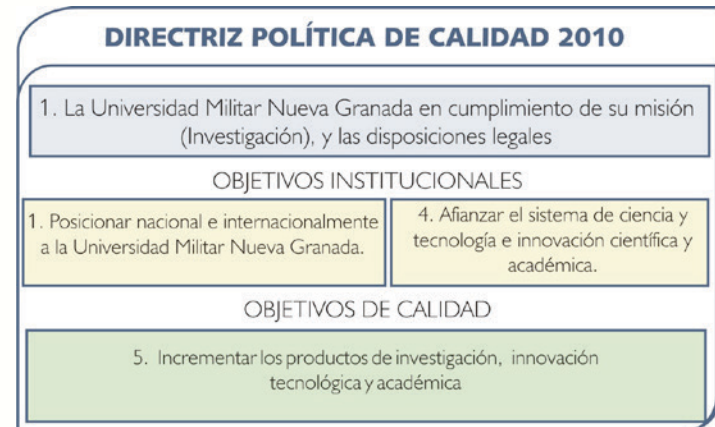 DIRECTRIZ POLÍTICA DE CALIDAD 2010
1. La Universidad Militar Nueva Granada en cumplimiento de su misión
(Investigación), y las disposiciones legales
OBJETIVOS INSTITUCIONALES
1. Posicionar nacional e internacionalmente
a la Universidad Militar Nueva Granada.
4. Afianzar el sistema de ciencia y
tecnología e innovación científica y
académica.
OBJETIVOS DE CALIDAD
5. Incrementar los productos de investigación, innovación
tecnológica y académica